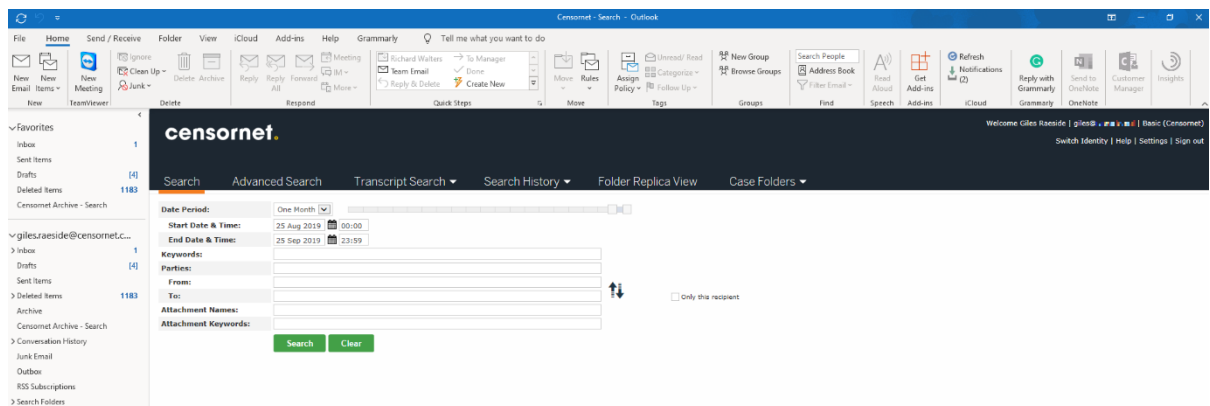 Censornet - Search - Outlook
File Home Send / Receive Folder View iCloud Add-ins Help Grammarly Tell me what you want to do
New Email
New Items
New Meeting
Ignore
Clean Up
Junk
Delete Archive
Reply Reply All Forward
Meeting
IM
More
Richard Walters
Team Email
Reply & Delete
To Manager
Done
Create New
Move Rules
Assign Policy
Unread/ Read
Categorize
Follow Up
New Group
Browse Groups
Search People
Address Book
Filter Email
Read Aloud
Get Add-ins
Refresh
Notifications
(2)
Reply with Grammarly
Send to OneNote
Customer Manager
Insights
New TeamViewer Delete Respond Quick Steps Move Tags Groups Find Speech Add-ins iCloud Grammarly OneNote
Favorites
Inbox 1
Sent Items
Drafts [4]
Deleted Items 1183
Censornet Archive - Search
giles.raeside@censornet.c...
Inbox 1
Drafts [4]
Sent Items
Deleted Items 1183
Archive
Censornet Archive - Search
Conversation History
Junk Email
Outbox
RSS Subscriptions
Search Folders
censornet.
Welcome Giles Raeside | giles@ | Basic (Censornet)
Switch Identity | Help | Settings | Sign out
Search Advanced Search Transcript Search Search History Folder Replica View Case Folders
Date Period: One Month
Start Date & Time: 25 Aug 2019 00:00
End Date & Time: 25 Sep 2019 23:59
Keywords:
Parties:
From:
To: Only this recipient
Attachment Names:
Attachment Keywords:
Search Clear